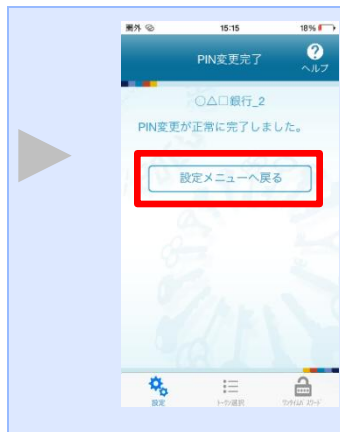 圏外 15:15 18%
PIN変更完了
?
ヘルプ
○△□銀行_2
PIN変更が正常に完了しました。
設定メニューへ戻る
設定
トークン選択
ワンタイム パスワード